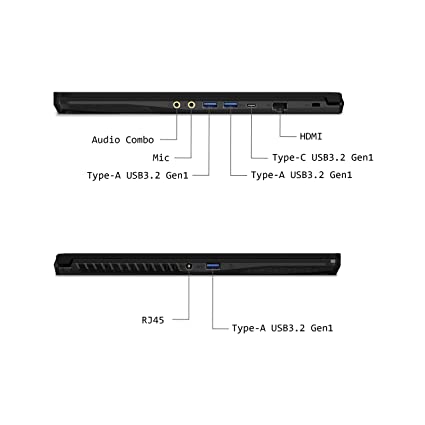 Audio Combo
HDMI
Mic
Type-C USB3.2 Gen1
Type-A USB3.2 Gen1
Type-A USB3.2 Gen1
RJ45
Type-A USB3.2 Gen1